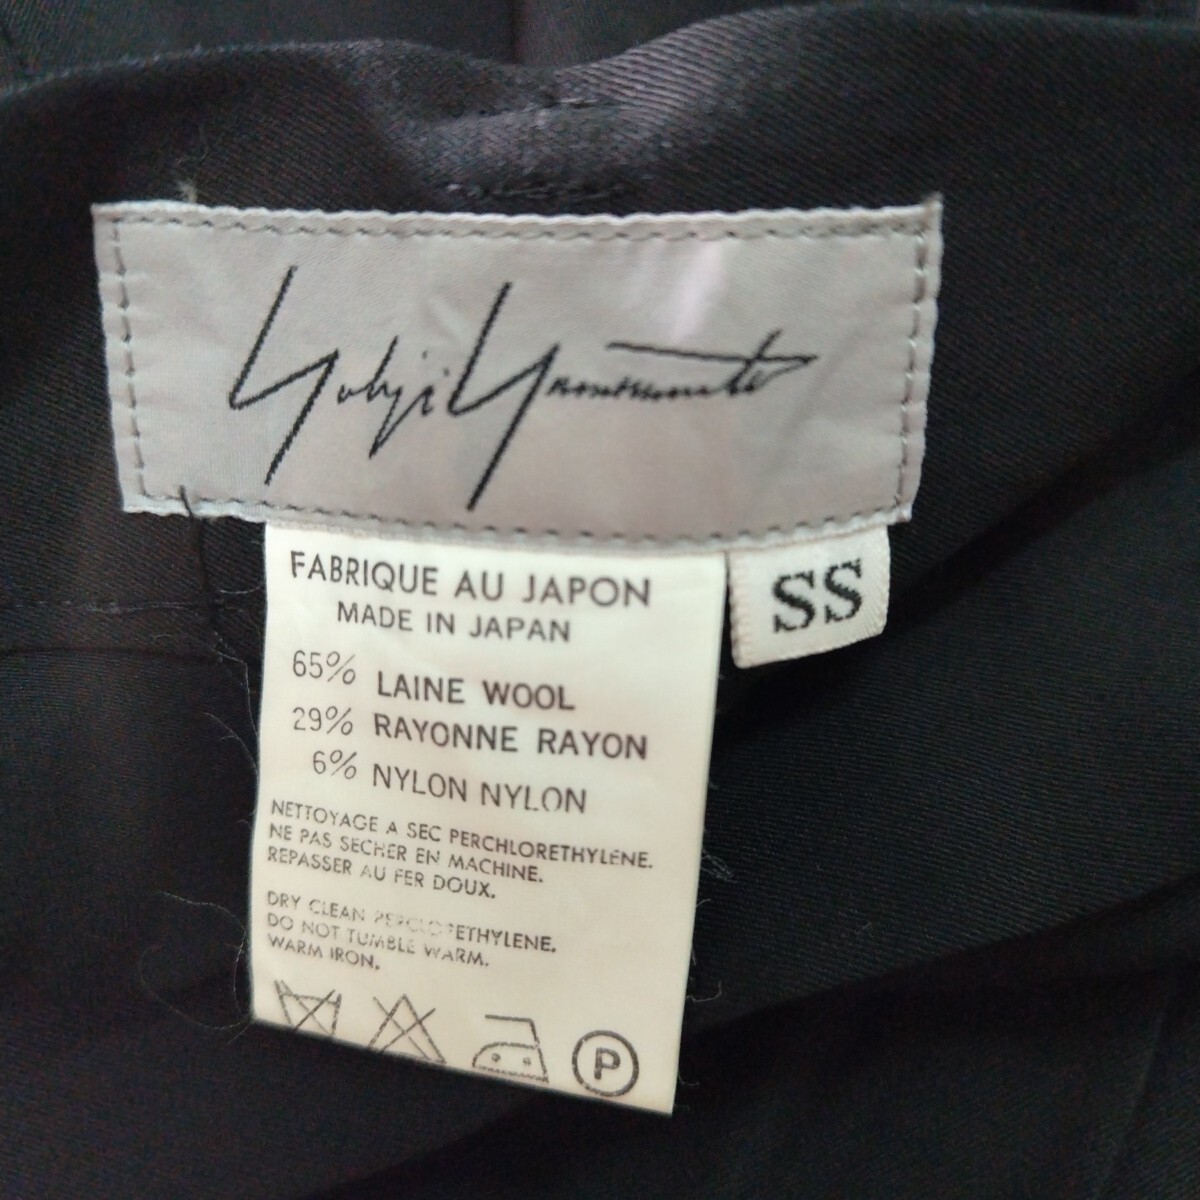 Yohji Yamamoto
SS
FABRIQUE AU JAPON
MADE IN JAPAN
65% LAINE WOOL
29% RAYONNE RAYON
6% NYLON NYLON
NETTOYAGE A SEC PERCHLORETHYLENE.
NE PAS SECHER EN MACHINE.
REPASSER AU FER DOUX.
DRY CLEAN PERCLORETHYLENE.
DO NOT TUMBLE WARM.
WARM IRON.
P